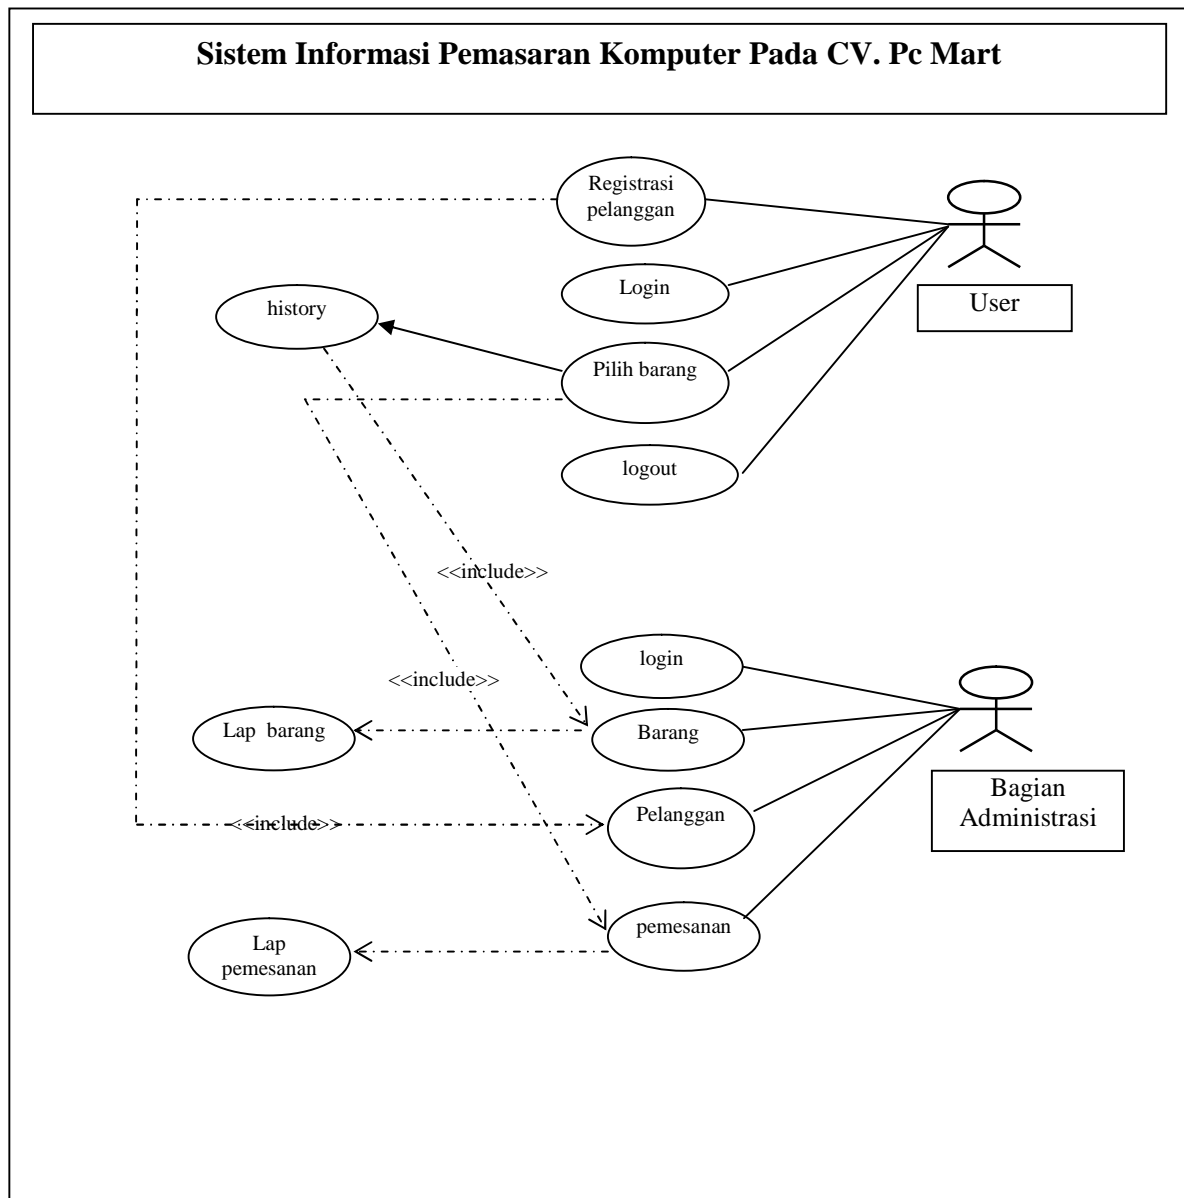 Sistem Informasi Pemasaran Komputer Pada CV. Pc Mart
Registrasi
pelanggan
Login
User
history
Pilih barang
logout
<<include>>
login
<<include>>
Lap barang
Barang
Bagian
Administrasi
Pelanggan
<<include>>
pemesanan
Lap
pemesanan